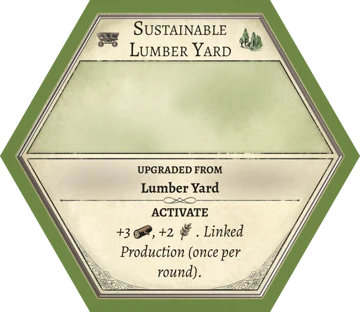 SUSTAINABLE
LUMBER YARD
UPGRADED FROM
Lumber Yard
ACTIVATE
+3 , +2 . Linked
Production (once per
round).